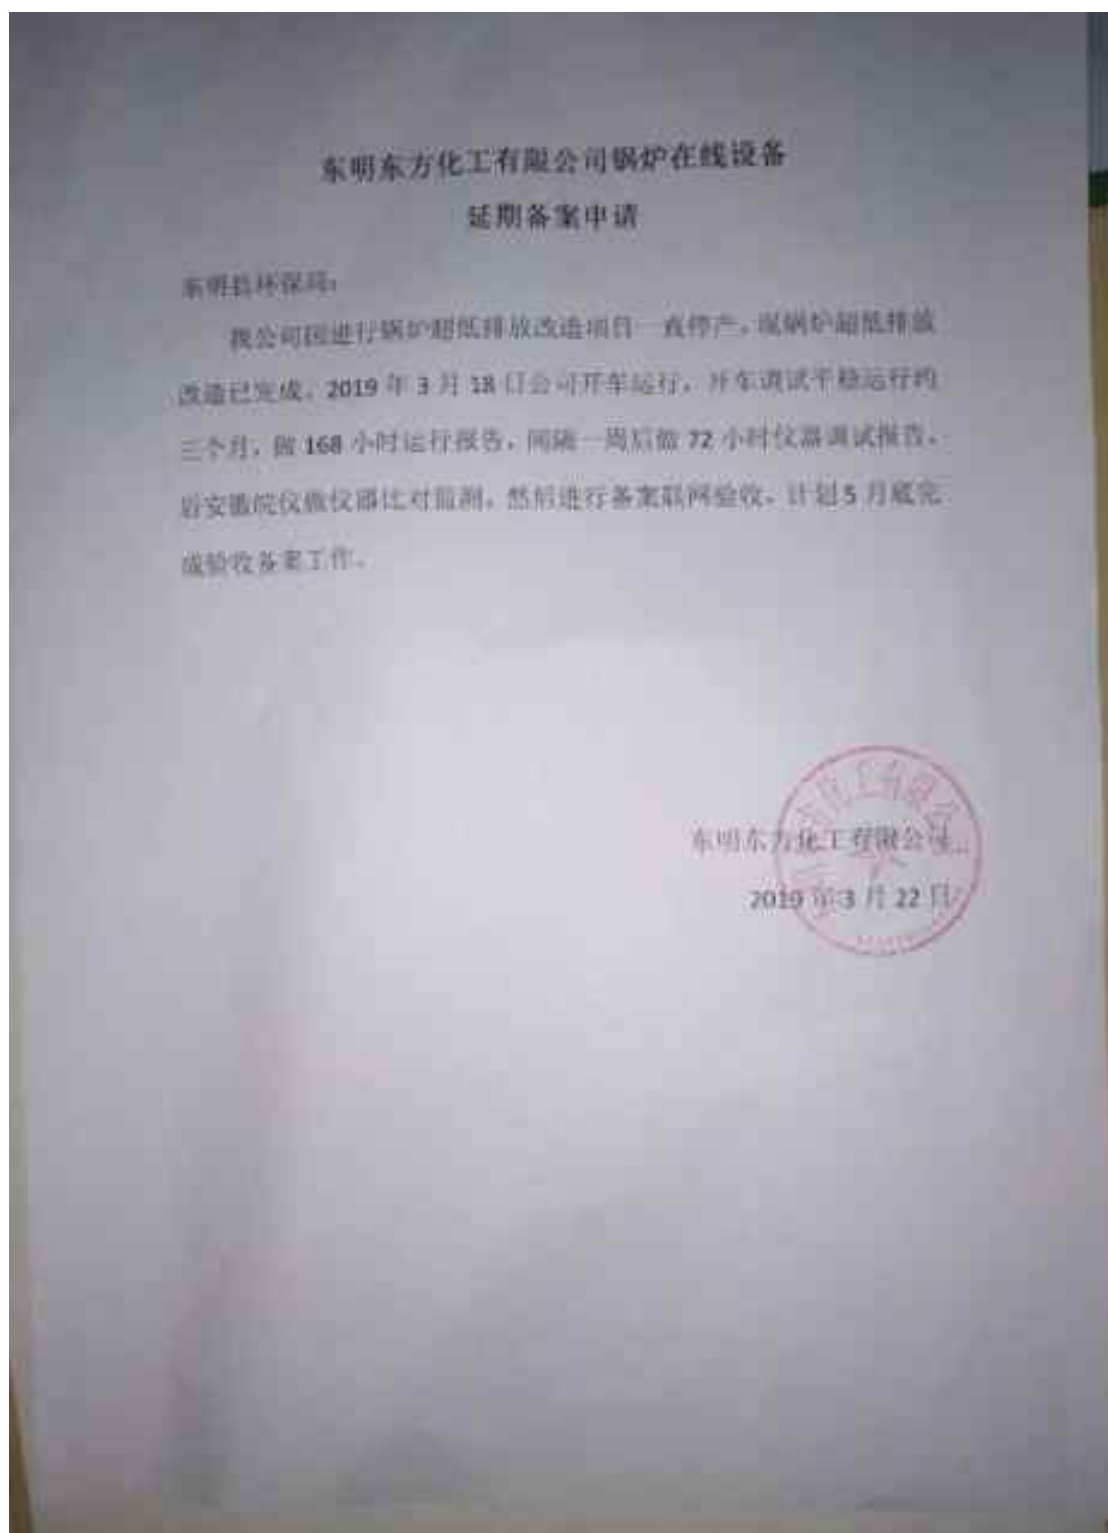 东明东方化工有限公司锅炉在线设备
延期备案申请
东明县环保局：
我公司因进行锅炉超低排放改造项目一直停产，现锅炉超低排放
改造已完成。2019 年 3 月 18 日公司开车运行，开车调试平稳运行约
三个月，做 168 小时运行报告，间隔一周后做 72 小时仪器调试报告，
后安徽皖仪做仪器比对监测，然后进行备案联网验收，计划 5 月底完
成验收备案工作。
东明东方化工有限公司
2019 年 3 月 22 日
化工有限公